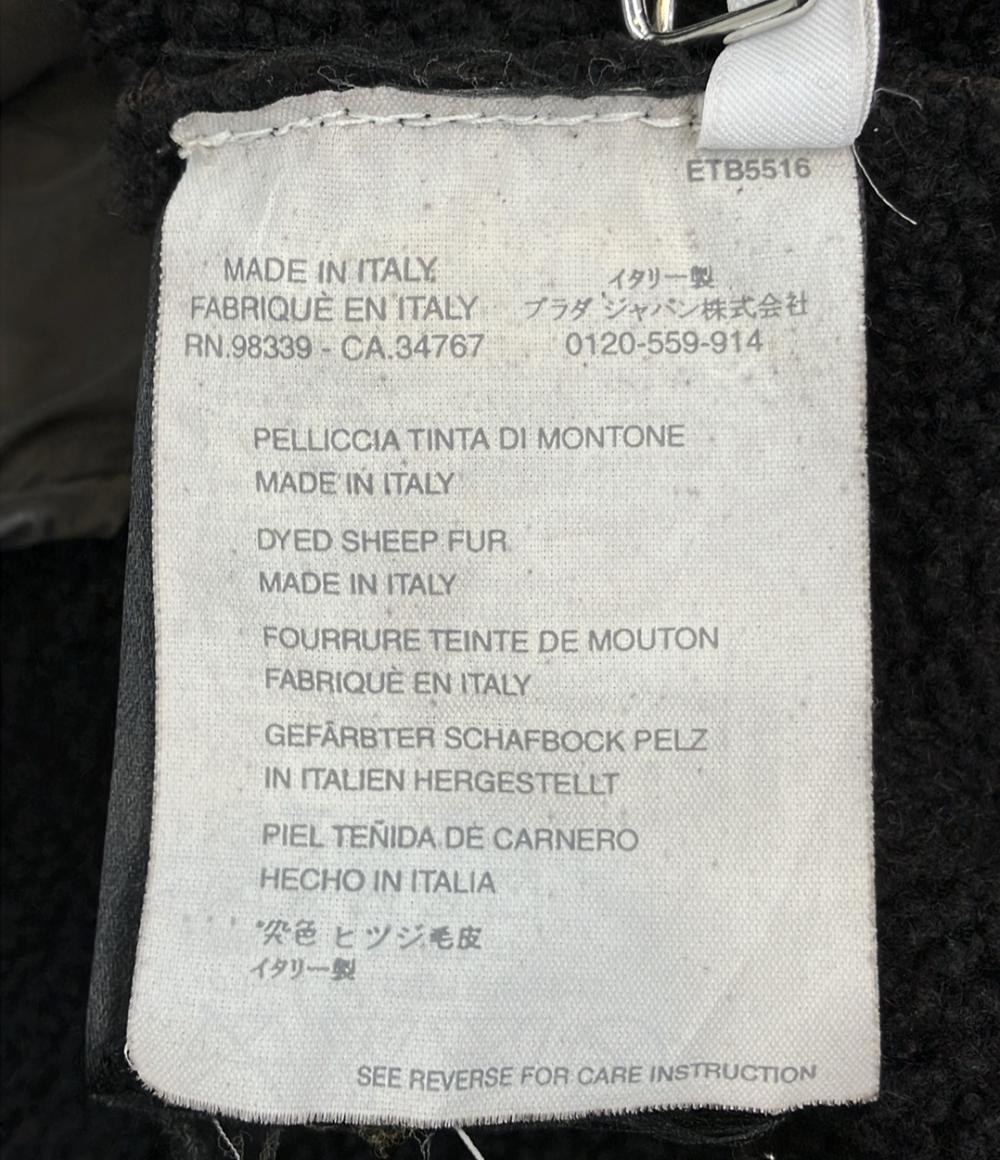 ETB5516
MADE IN ITALY
FABRIQUÈ EN ITALY
RN.98339 - CA.34767
イタリー製
プラダ ジャパン株式会社
0120-559-914
PELLICCIA TINTA DI MONTONE
MADE IN ITALY
DYED SHEEP FUR
MADE IN ITALY
FOURRURE TEINTE DE MOUTON
FABRIQUÈ EN ITALY
GEFÄRBTER SCHAFBOCK PELZ
IN ITALIEN HERGESTELLT
PIEL TEÑIDA DE CARNERO
HECHO IN ITALIA
染色 ヒツジ毛皮
イタリー製
SEE REVERSE FOR CARE INSTRUCTION